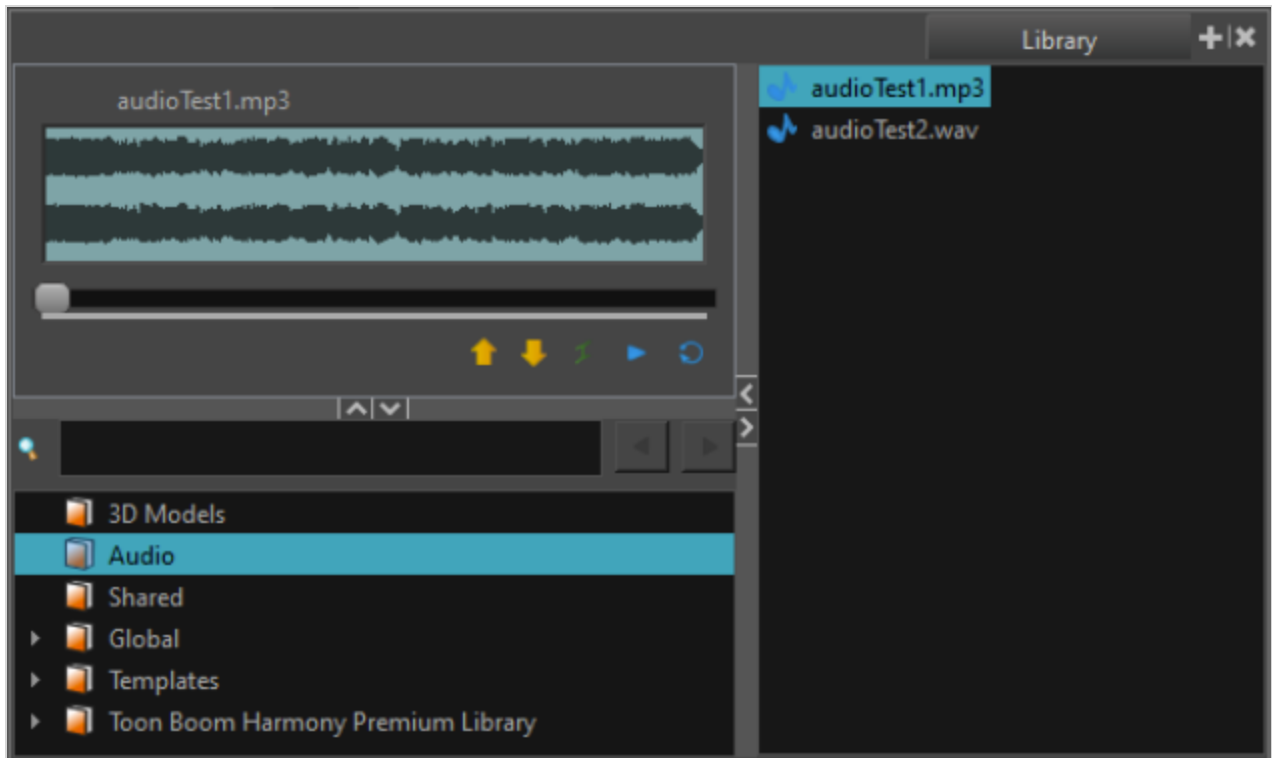 Library
audioTest1.mp3
audioTest1.mp3
audioTest2.wav
3D Models
Audio
Shared
Global
Templates
Toon Boom Harmony Premium Library